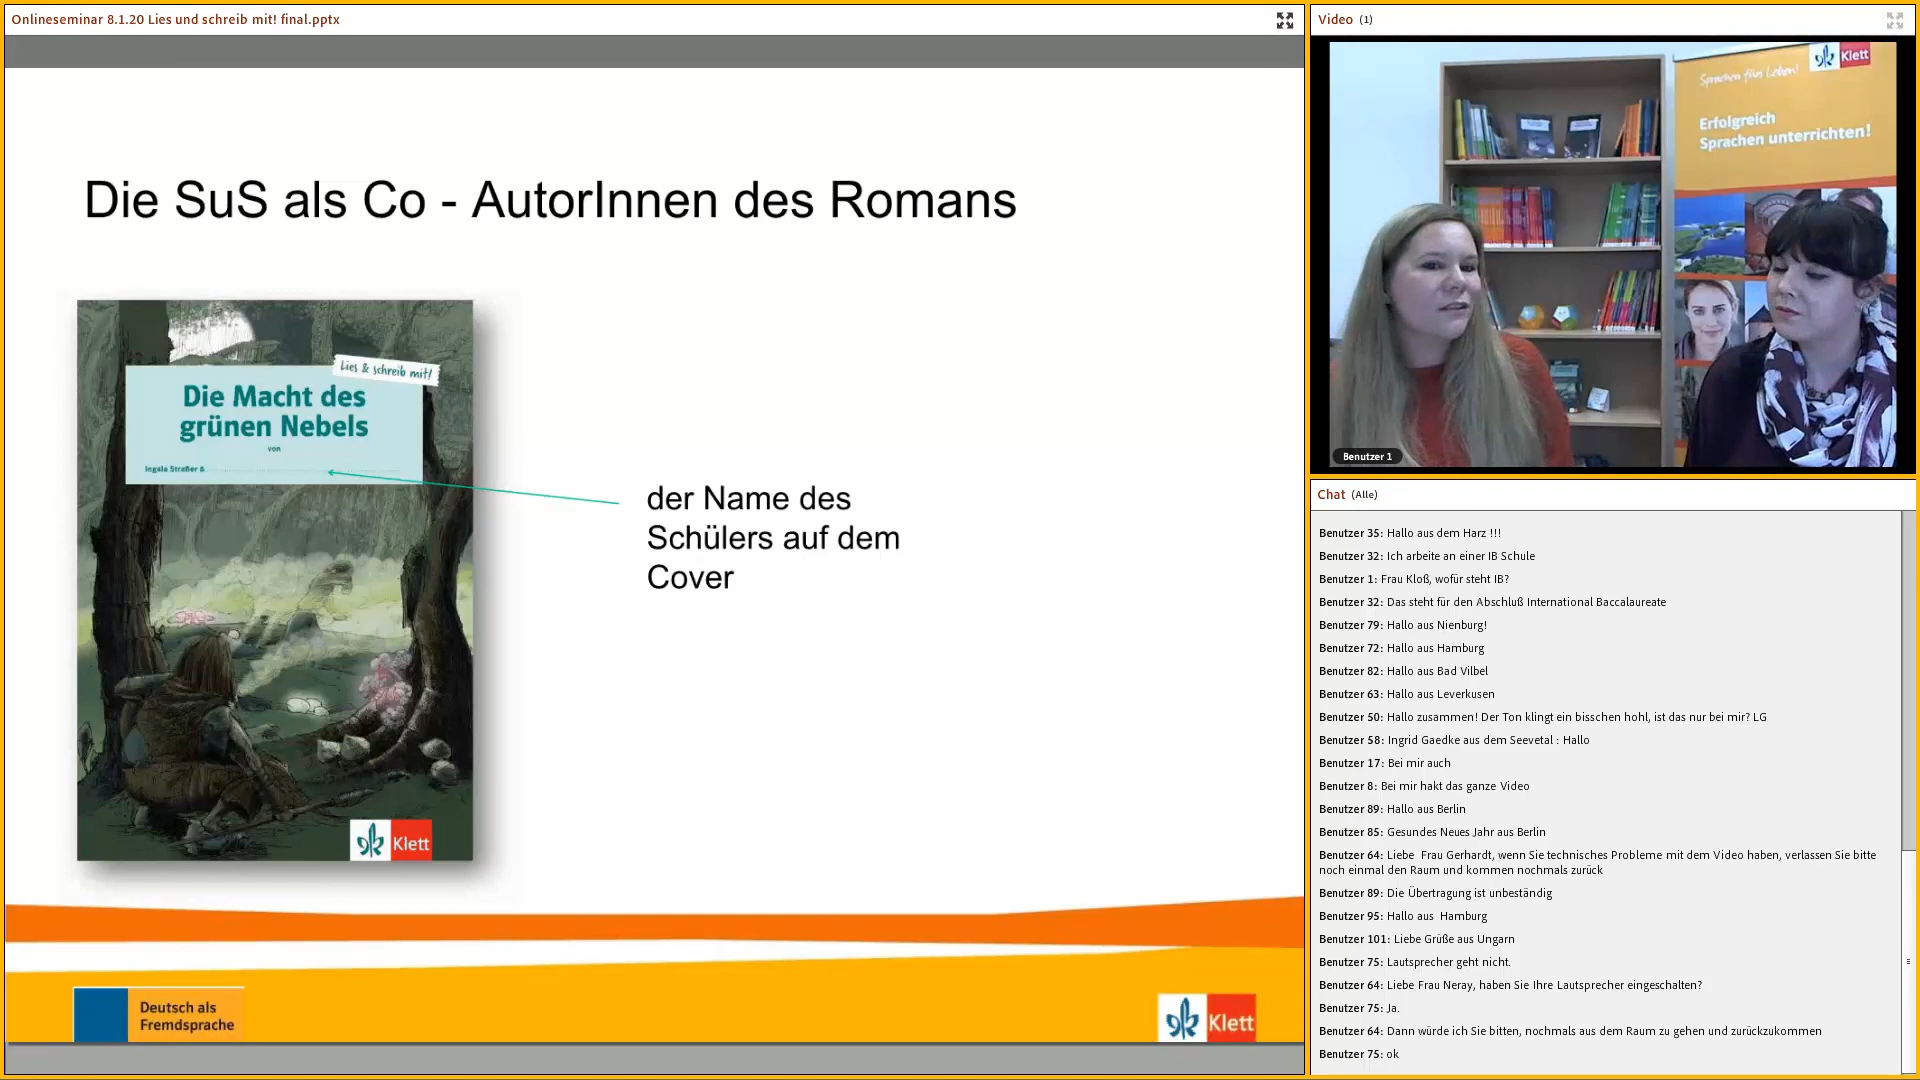 Onlineseminar 8.1.20 Lies und schreib mit! final.pptx
Die SuS als Co - AutorInnen des Romans
Lies & schreib mit!
Die Macht des
grünen Nebels
von
Ingala Straßer &
Klett
der Name des
Schülers auf dem
Cover
Deutsch als
Fremdsprache
Klett
Video (1)
Klett
Sprachen fürs Leben!
Erfolgreich
Sprachen unterrichten!
Benutzer 1
Chat (Alle)
Benutzer 35: Hallo aus dem Harz !!!
Benutzer 32: Ich arbeite an einer IB Schule
Benutzer 1: Frau Kloß, wofür steht IB?
Benutzer 32: Das steht für den Abschluß International Baccalaureate
Benutzer 79: Hallo aus Nienburg!
Benutzer 72: Hallo aus Hamburg
Benutzer 82: Hallo aus Bad Vilbel
Benutzer 63: Hallo aus Leverkusen
Benutzer 50: Hallo zusammen! Der Ton klingt ein bisschen hohl, ist das nur bei mir? LG
Benutzer 58: Ingrid Gaedke aus dem Seevetal : Hallo
Benutzer 17: Bei mir auch
Benutzer 8: Bei mir hakt das ganze Video
Benutzer 89: Hallo aus Berlin
Benutzer 85: Gesundes Neues Jahr aus Berlin
Benutzer 64: Liebe  Frau Gerhardt, wenn Sie technisches Probleme mit dem Video haben, verlassen Sie bitte
noch einmal den Raum und kommen nochmals zurück
Benutzer 89: Die Übertragung ist unbeständig
Benutzer 95: Hallo aus  Hamburg
Benutzer 101: Liebe Grüße aus Ungarn
Benutzer 75: Lautsprecher geht nicht.
Benutzer 64: Liebe Frau Neray, haben Sie Ihre Lautsprecher eingeschalten?
Benutzer 75: Ja.
Benutzer 64: Dann würde ich Sie bitten, nochmals aus dem Raum zu gehen und zurückzukommen
Benutzer 75: ok